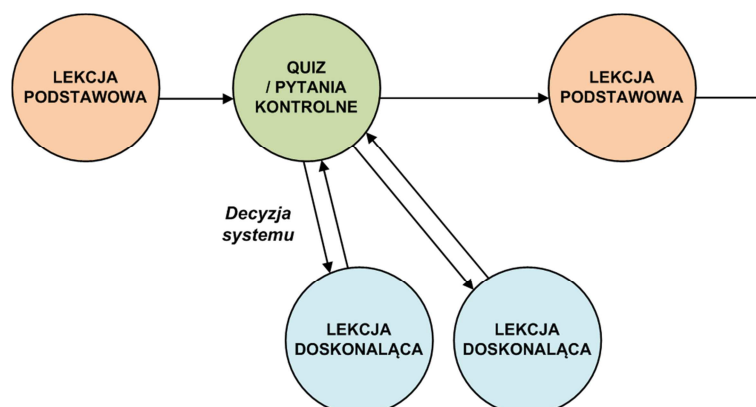 LEKCJA
PODSTAWOWA
QUIZ
/ PYTANIA
KONTROLNE
LEKCJA
PODSTAWOWA
Decyzja
systemu
LEKCJA
DOSKONALĄCA
LEKCJA
DOSKONALĄCA